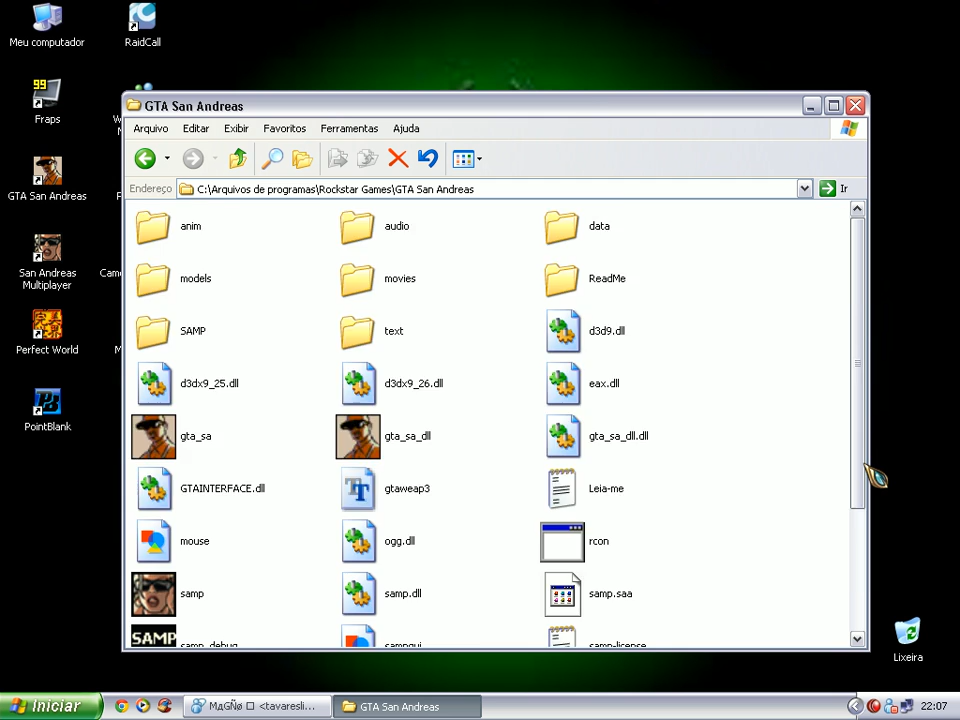 Meu computador
RaidCall
99
Fraps
GTA San Andreas
San Andreas
Multiplayer
Perfect World
PointBlank
GTA San Andreas
Arquivo Editar Exibir Favoritos Ferramentas Ajuda
Endereço C:\Arquivos de programas\Rockstar Games\GTA San Andreas Ir
anim audio data
models movies ReadMe
SAMP text d3d9.dll
d3dx9_25.dll d3dx9_26.dll eax.dll
gta_sa gta_sa_dll gta_sa_dll.dll
GTAINTERFACE.dll gtaweap3 Leia-me
mouse ogg.dll rcon
samp samp.dll samp.saa
SAMP samp_debug sampgui samp-license
Lixeira
Iniciar <tavaresli... GTA San Andreas 22:07